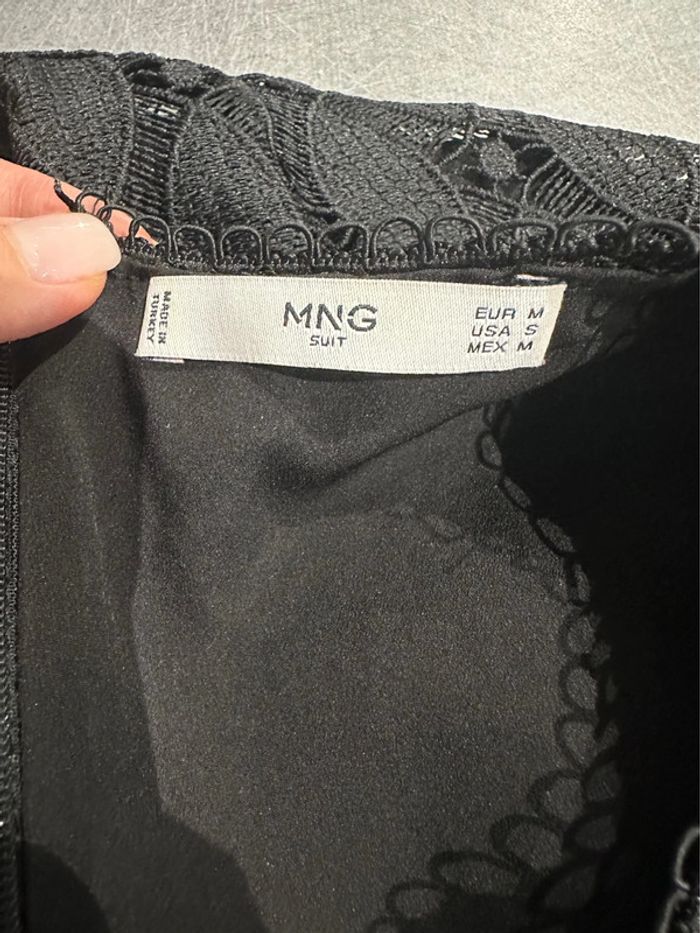 MADE IN
TURKEY
MNG
SUIT
EUR M
USA S
MEX M